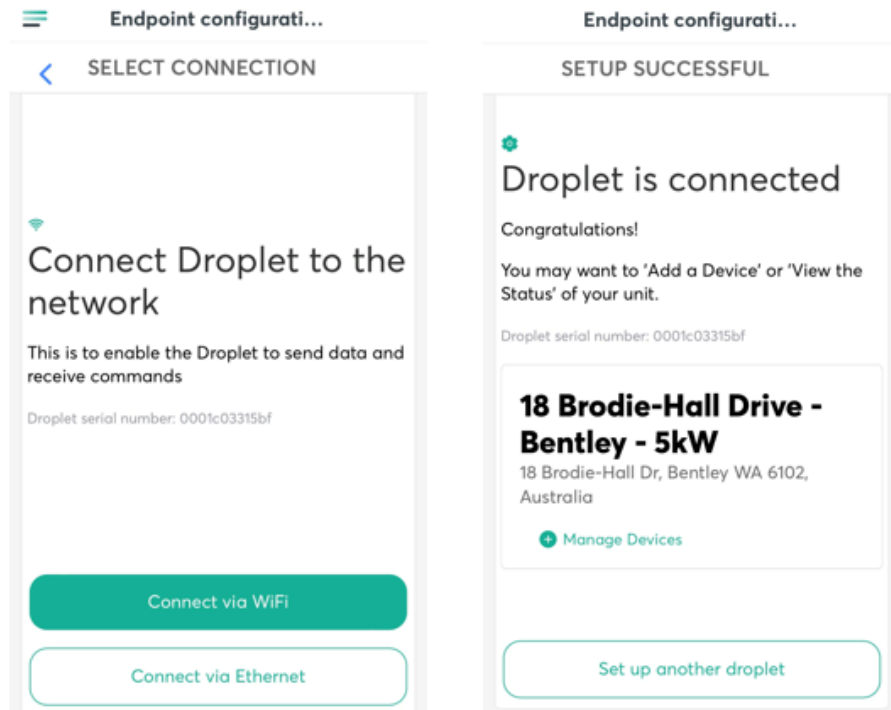 Endpoint configurati...
SELECT CONNECTION
Connect Droplet to the
network
This is to enable the Droplet to send data and
receive commands
Droplet serial number: 0001c03315bf
Connect via WiFi
Connect via Ethernet
Endpoint configurati...
SETUP SUCCESSFUL
Droplet is connected
Congratulations!
You may want to 'Add a Device' or 'View the
Status' of your unit.
Droplet serial number: 0001c03315bf
18 Brodie-Hall Drive -
Bentley - 5kW
18 Brodie-Hall Dr, Bentley WA 6102,
Australia
Manage Devices
Set up another droplet